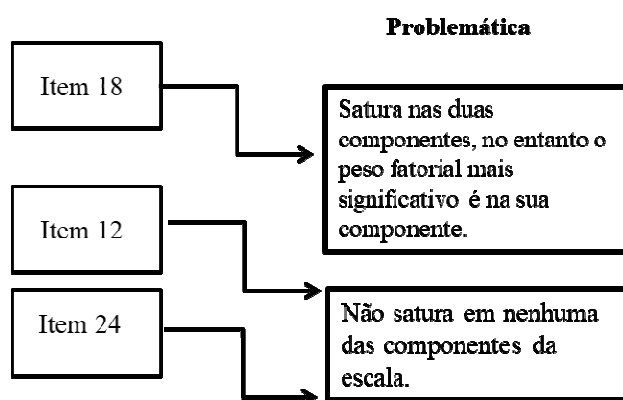 Problemática
Item 18
Satura nas duas
componentes, no entanto o
peso fatorial mais
significativo é na sua
componente.
Item 12
Item 24
Não satura em nenhuma
das componentes da
escala.